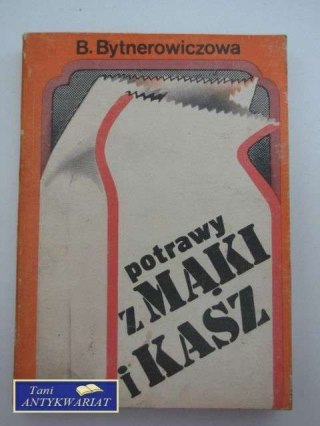 B. Bytnerowiczowa
potrawy
z MĄKI
i KASZ
Tani
ANTYKWARIAT